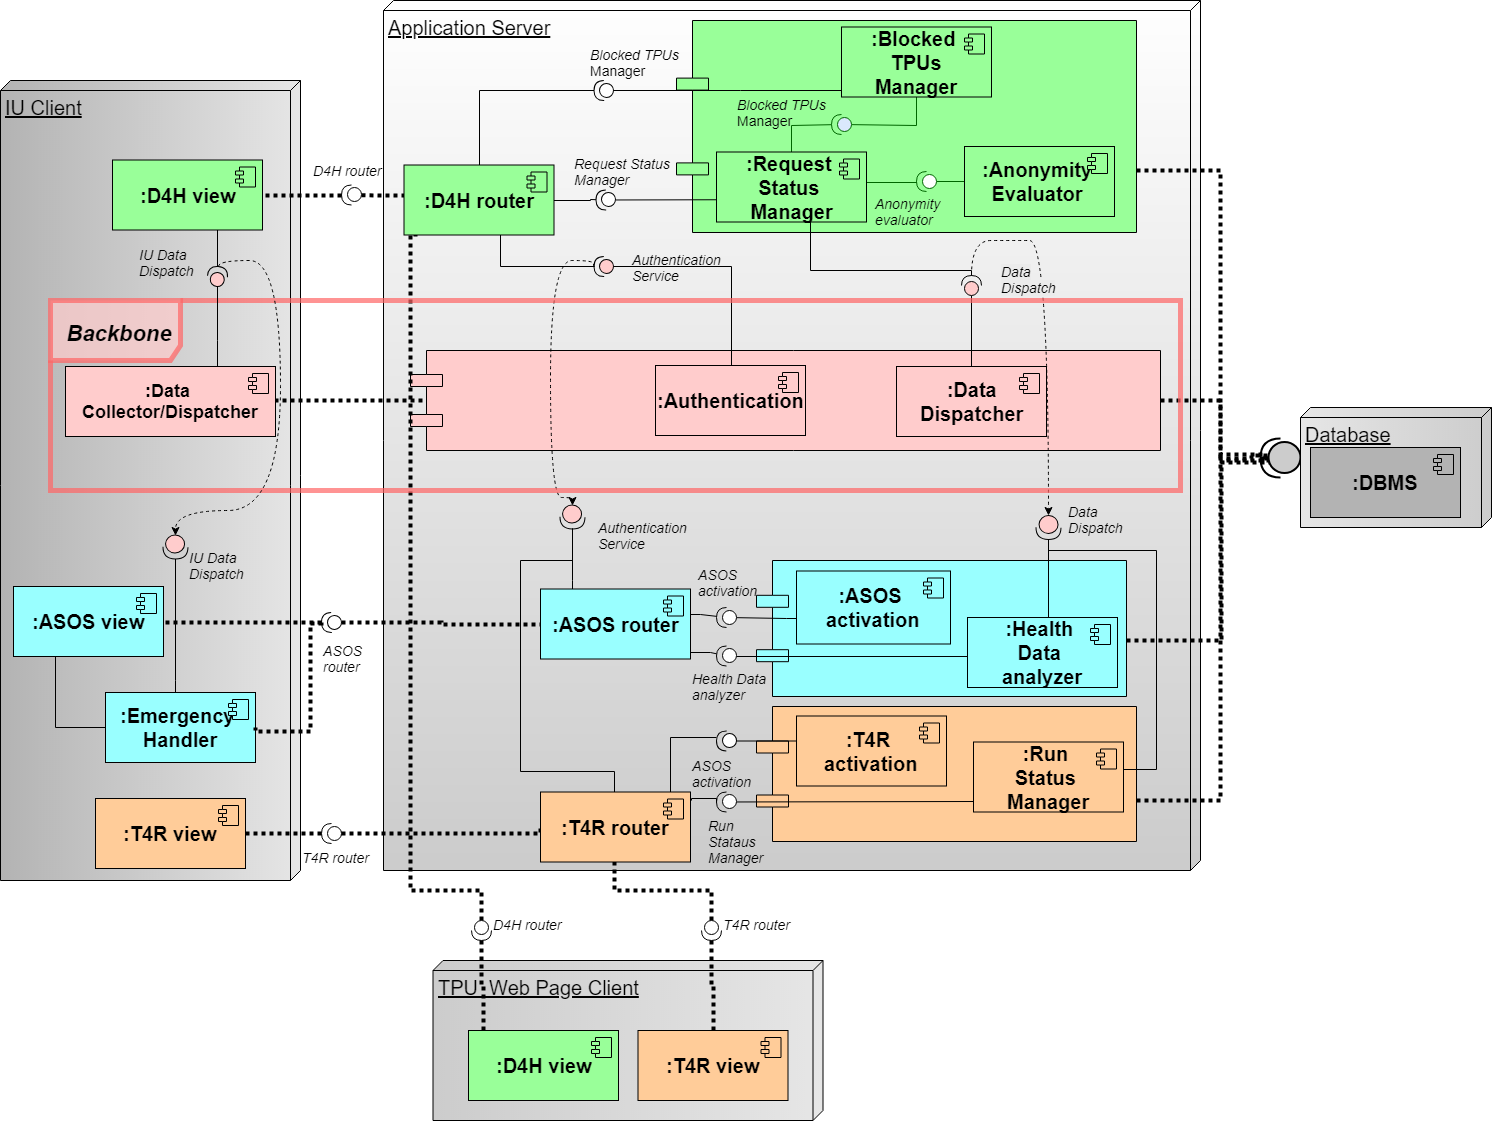 Application Server
Blocked TPUs
Manager
:Blocked
TPUs
Manager
IU Client
Blocked TPUs
Manager
D4H router
Request Status
Manager
:Request
Status
Manager
:Anonymity
Evaluator
:D4H view
:D4H router
Anonymity
evaluator
IU Data
Dispatch
Authentication
Service
Data
Dispatch
Backbone
:Data
Collector/Dispatcher
:Authentication
:Data
Dispatcher
Database
:DBMS
Authentication
Service
Data
Dispatch
IU Data
Dispatch
ASOS
activation
:ASOS
activation
:ASOS view
:ASOS router
:Health
Data
analyzer
ASOS
router
Health Data
analyzer
:Emergency
Handler
:T4R
activation
:Run
Status
Manager
ASOS
activation
:T4R view
:T4R router
T4R router
Run
Stataus
Manager
D4H router
T4R router
TPU Web Page Client
:D4H view
:T4R view